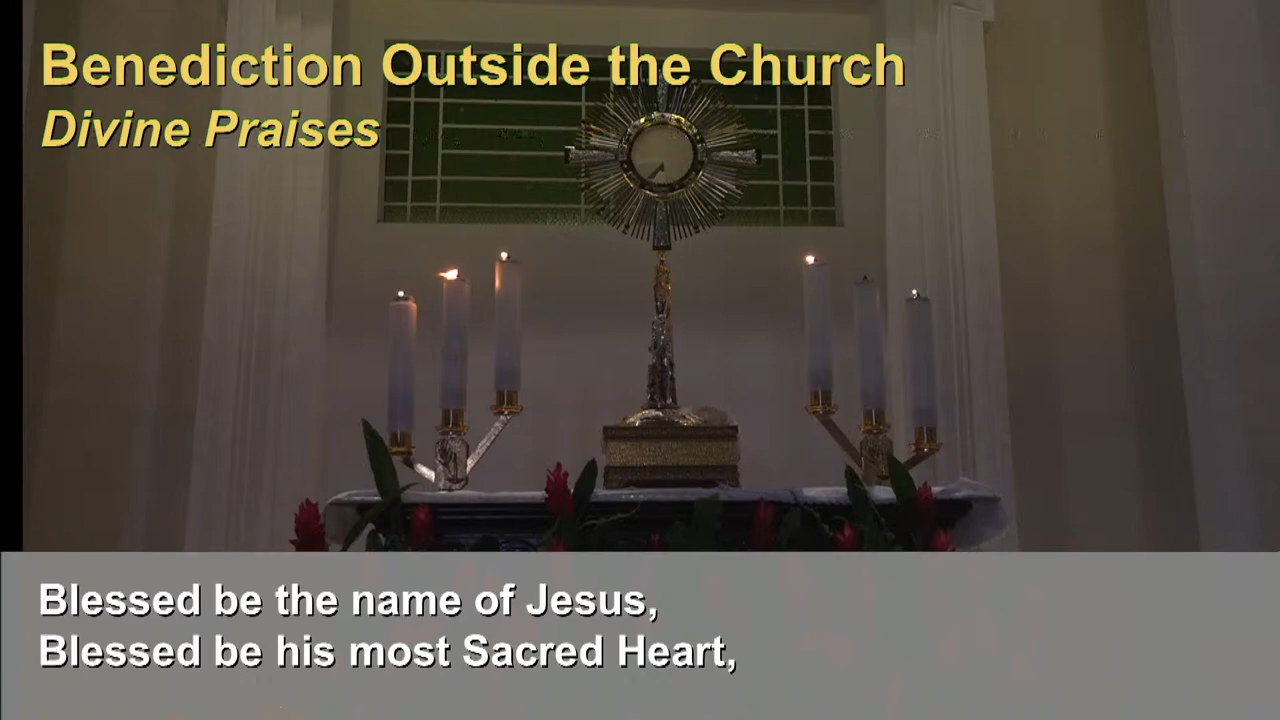 Benediction Outside the Church
Divine Praises
Blessed be the name of Jesus,
Blessed be his most Sacred Heart,